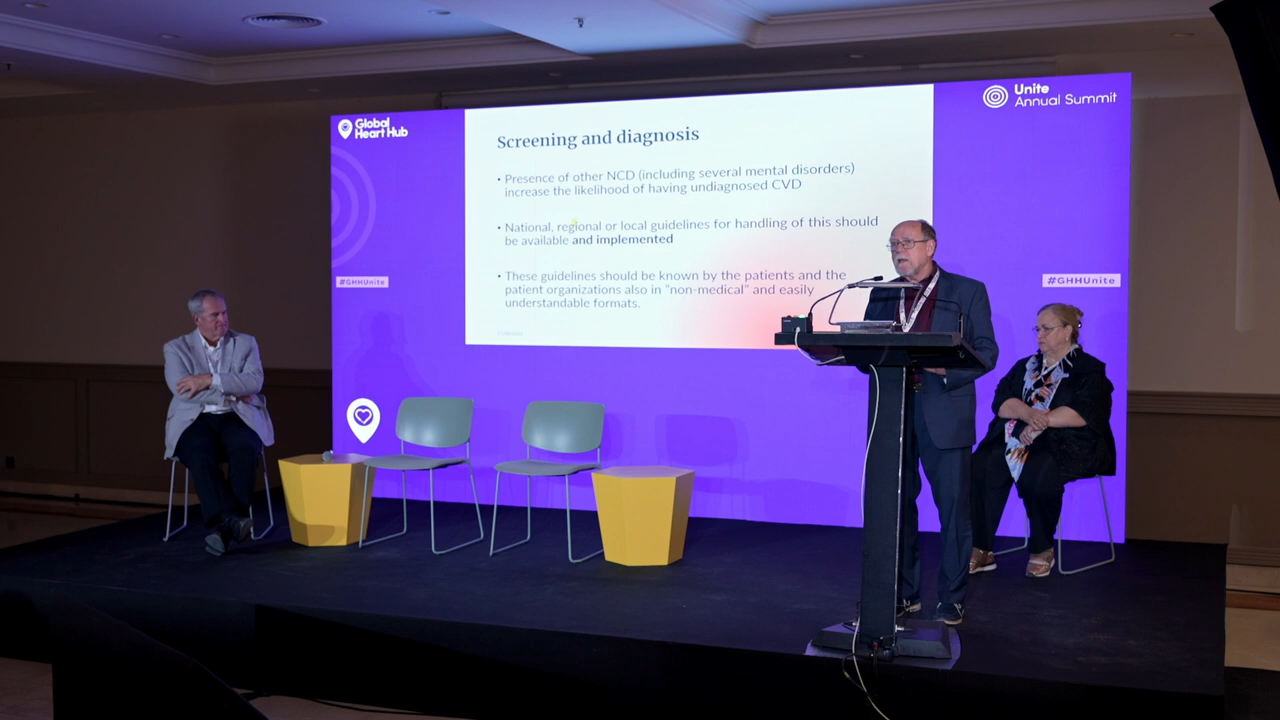 Global
Heart Hub
Unite
Annual Summit
Screening and diagnosis
• Presence of other NCD (including several mental disorders)
increase the likelihood of having undiagnosed CVD
• National, regional or local guidelines for handling of this should
be available and implemented
• These guidelines should be known by the patients and the
patient organizations also in "non-medical" and easily
understandable formats.
#GHHUnite
#GHHUnite